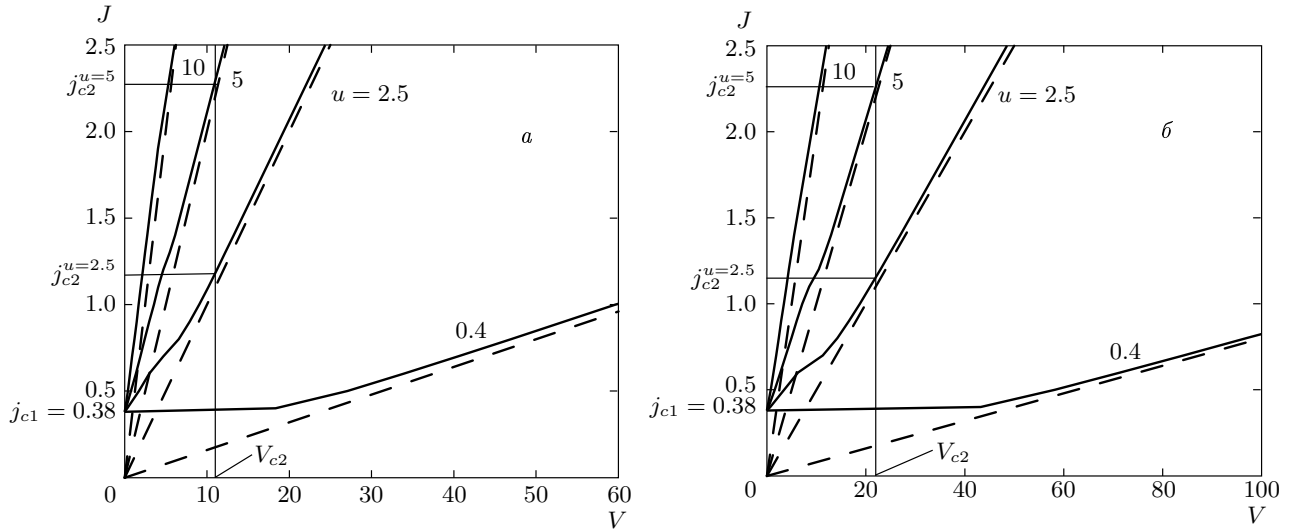 J
2.5
j_{c2}^{u=5}
2.0
1.5
j_{c2}^{u=2.5}
1.0
0.5
j_{c1} = 0.38
10
5
u = 2.5
а
0.4
V_{c2}
0 10 20 30 40 50 60
V
J
2.5
j_{c2}^{u=5}
2.0
1.5
j_{c2}^{u=2.5}
1.0
0.5
j_{c1} = 0.38
10
5
u = 2.5
б
0.4
V_{c2}
0 20 40 60 80 100
V